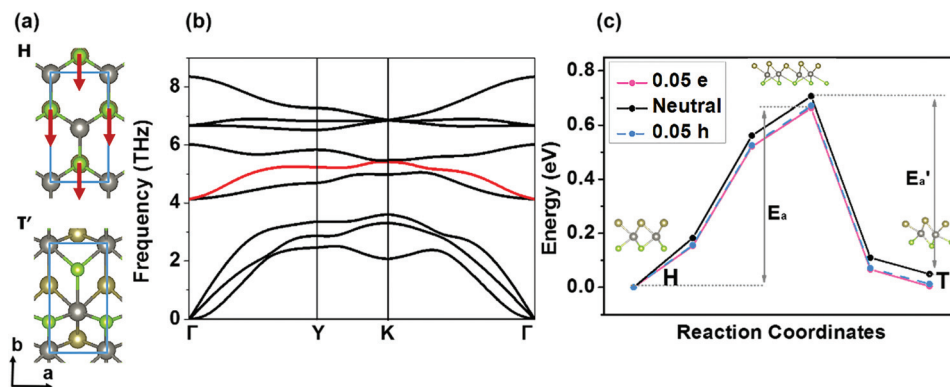 (a)
H
T′
b
a
(b)
Frequency (THz)
8
6
4
2
0
Γ
Y
K
Γ
(c)
Energy (eV)
0.8
0.6
0.4
0.2
0.0
0.05 e
Neutral
0.05 h
Ea
Ea'
H
T
Reaction Coordinates